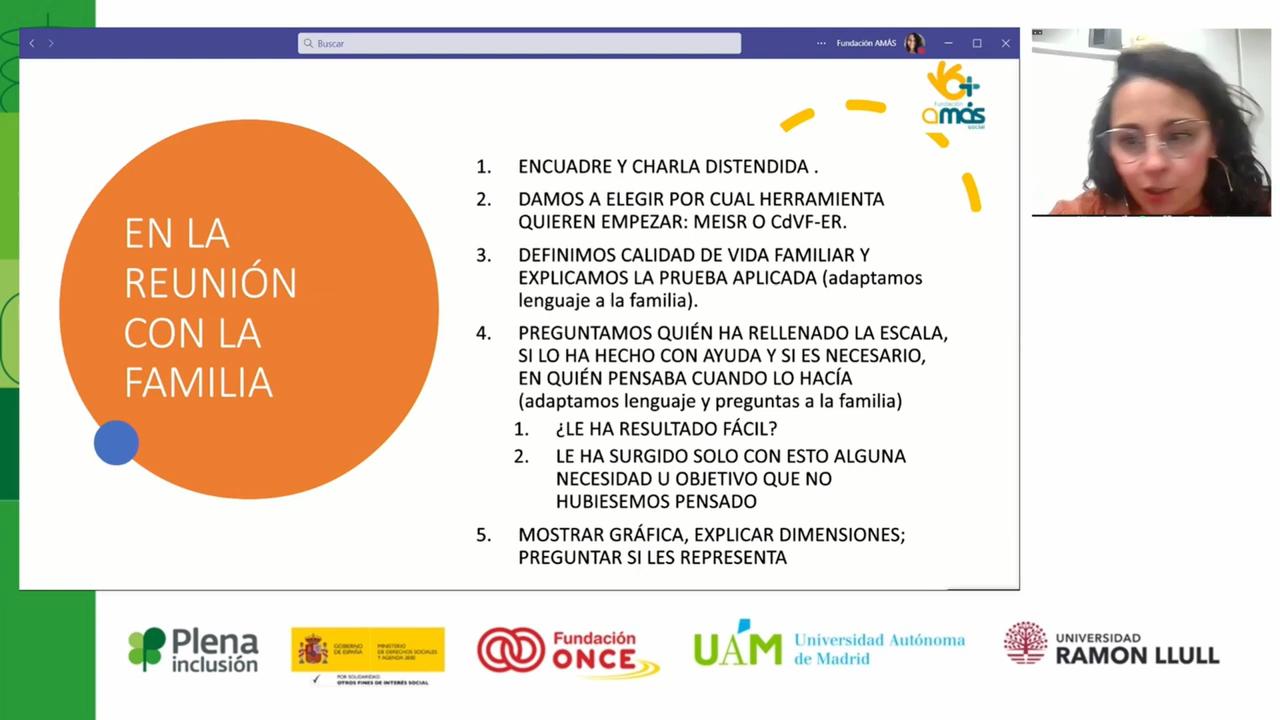 Buscar
Fundación AMÁS
Fundación
amás
social
EN LA
REUNIÓN
CON LA
FAMILIA
1. ENCUADRE Y CHARLA DISTENDIDA .
2. DAMOS A ELEGIR POR CUAL HERRAMIENTA
QUIEREN EMPEZAR: MEISR O CdVF-ER.
3. DEFINIMOS CALIDAD DE VIDA FAMILIAR Y
EXPLICAMOS LA PRUEBA APLICADA (adaptamos
lenguaje a la familia).
4. PREGUNTAMOS QUIÉN HA RELLENADO LA ESCALA,
SI LO HA HECHO CON AYUDA Y SI ES NECESARIO,
EN QUIÉN PENSABA CUANDO LO HACÍA
(adaptamos lenguaje y preguntas a la familia)
1. ¿LE HA RESULTADO FÁCIL?
2. LE HA SURGIDO SOLO CON ESTO ALGUNA
NECESIDAD U OBJETIVO QUE NO
HUBIESEMOS PENSADO
5. MOSTRAR GRÁFICA, EXPLICAR DIMENSIONES;
PREGUNTAR SI LES REPRESENTA
Plena
inclusión
GOBIERNO
DE ESPAÑA
MINISTERIO
DE DERECHOS SOCIALES
Y AGENDA 2030
POR SOLIDARIDAD
OTROS FINES DE INTERÉS SOCIAL
Fundación
ONCE
UAM
Universidad Autónoma
de Madrid
UNIVERSIDAD
RAMON LLULL